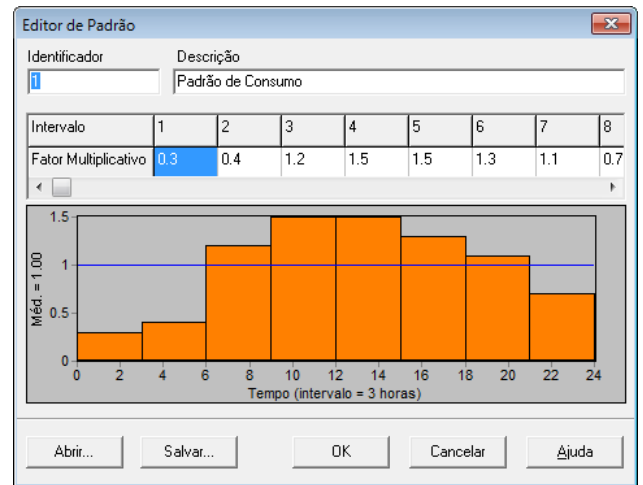 Editor de Padrão
Identificador Descrição
1 Padrão de Consumo
Intervalo 1 2 3 4 5 6 7 8
Fator Multiplicativo 0.3 0.4 1.2 1.5 1.5 1.3 1.1 0.7
1.5
1
0.5
0
Méd. = 1.00
0 2 4 6 8 10 12 14 16 18 20 22 24
Tempo (intervalo = 3 horas)
Abrir... Salvar... OK Cancelar Ajuda